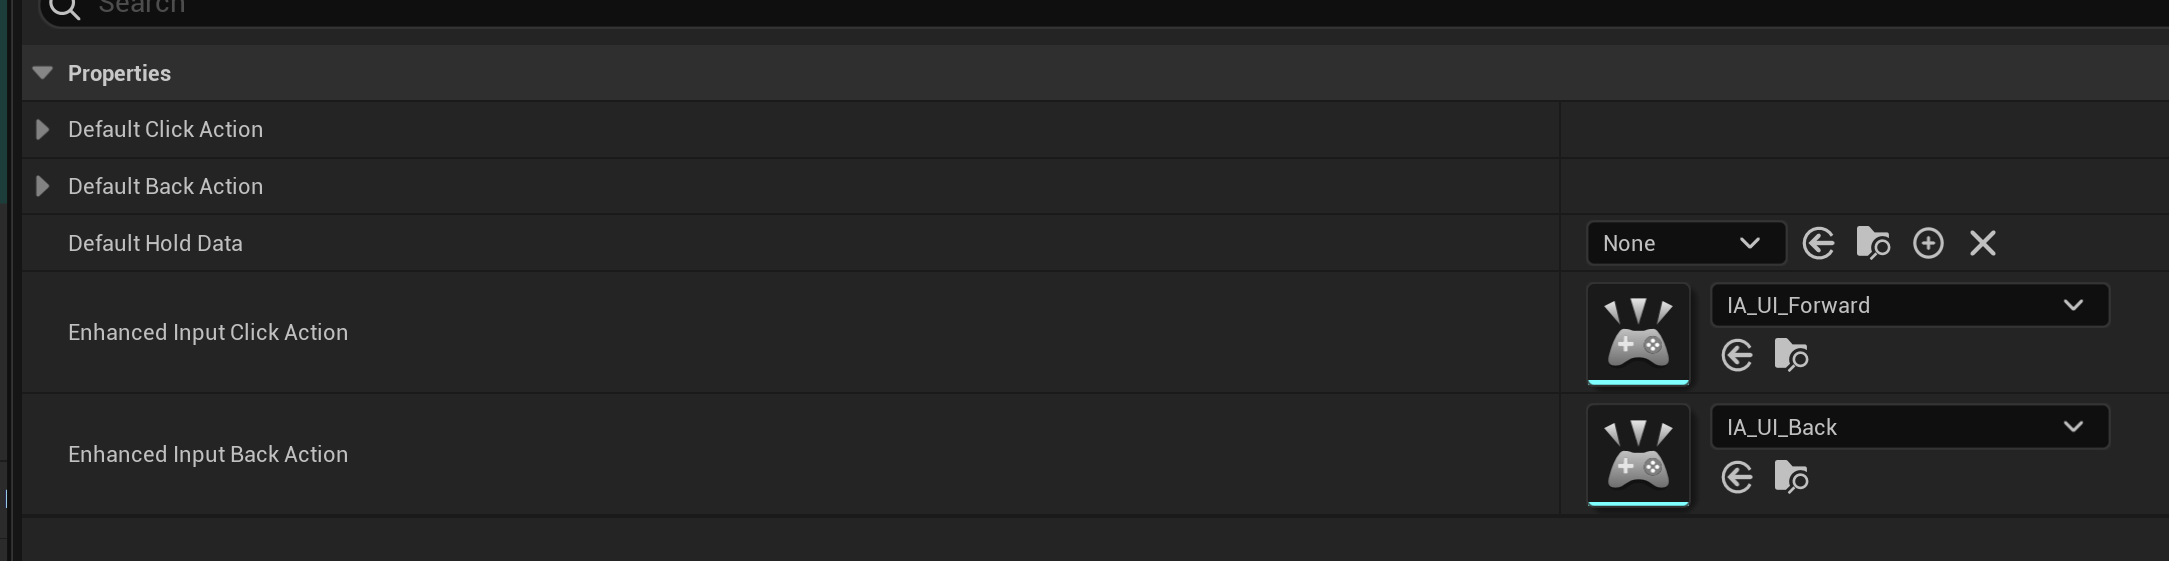 Search
Properties
Default Click Action
Default Back Action
Default Hold Data
None
Enhanced Input Click Action
IA_UI_Forward
Enhanced Input Back Action
IA_UI_Back